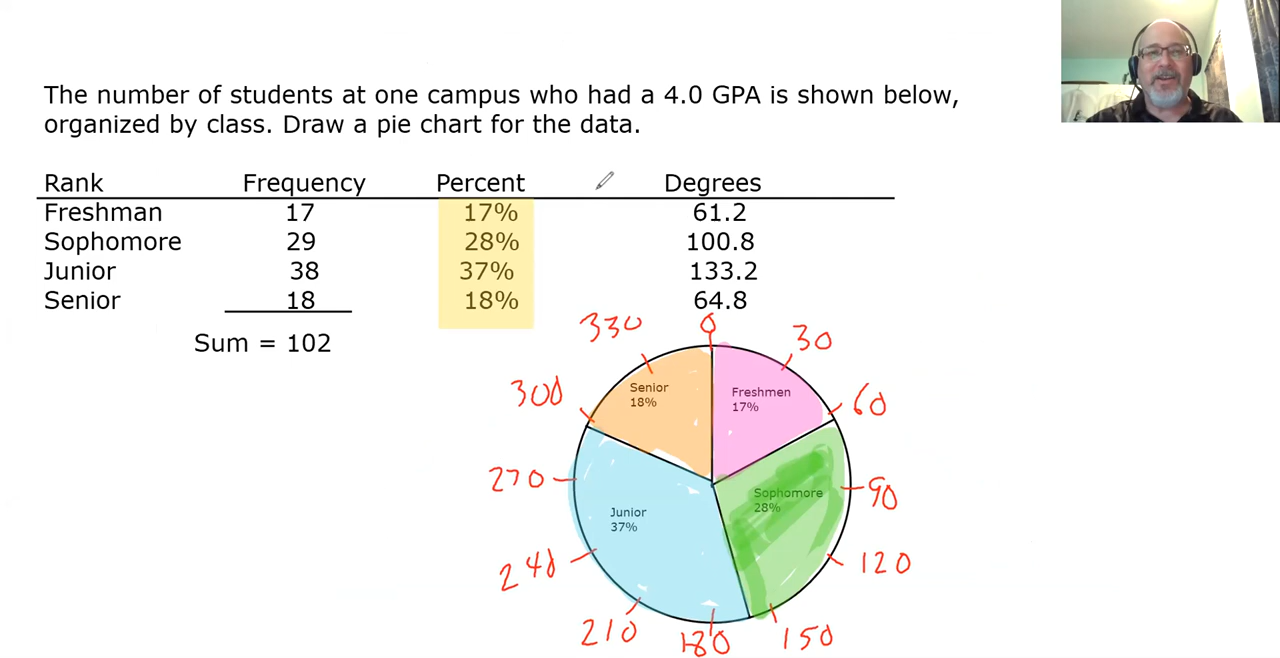 The number of students at one campus who had a 4.0 GPA is shown below,
organized by class. Draw a pie chart for the data.
Rank Frequency Percent Degrees
Freshman 17 17% 61.2
Sophomore 29 28% 100.8
Junior 38 37% 133.2
Senior 18 18% 64.8
Sum = 102
330 0 30
Senior
18%
Freshmen
17%
300 60
270 90
Sophomore
28%
Junior
37%
240 120
210 180 150